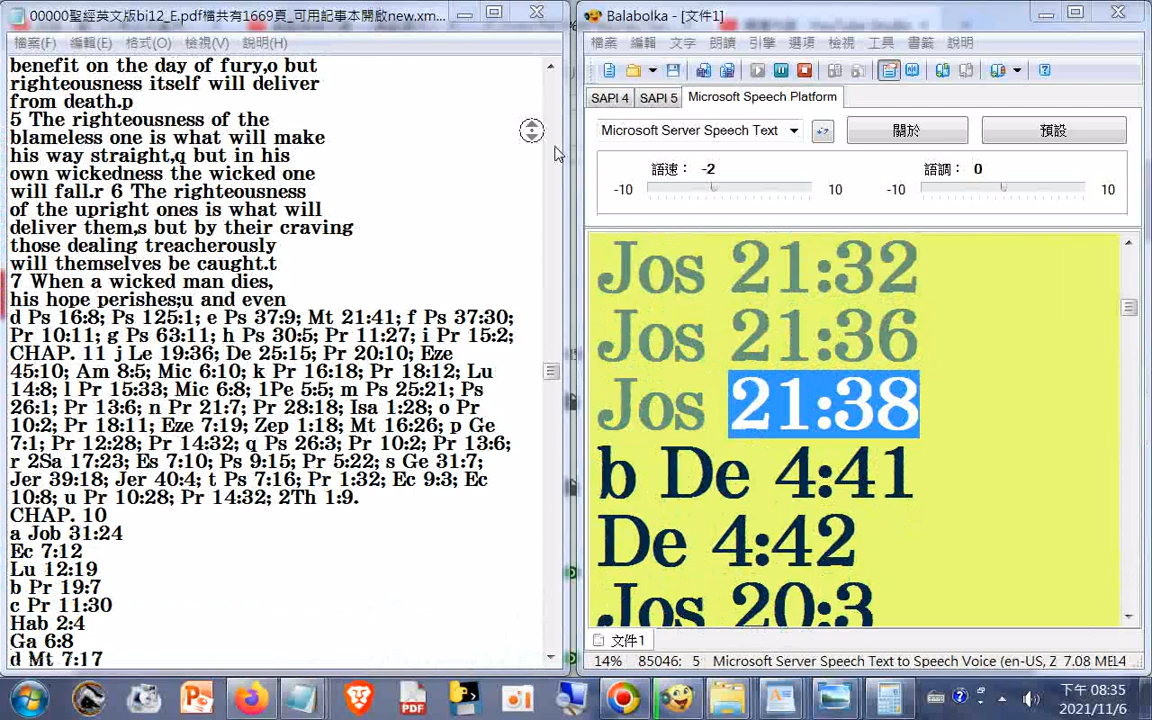 00000聖經英文版bi12_E.pdf檔共有1669頁_可用記事本開啟new.xm...
檔案(F) 編輯(E) 格式(O) 檢視(V) 說明(H)
benefit on the day of fury,o but
righteousness itself will deliver
from death.p
5 The righteousness of the
blameless one is what will make
his way straight,q but in his
own wickedness the wicked one
will fall.r 6 The righteousness
of the upright ones is what will
deliver them,s but by their craving
those dealing treacherously
will themselves be caught.t
7 When a wicked man dies,
his hope perishes;u and even
d Ps 16:8; Ps 125:1; e Ps 37:9; Mt 21:41; f Ps 37:30;
Pr 10:11; g Ps 63:11; h Ps 30:5; Pr 11:27; i Pr 15:2;
CHAP. 11 j Le 19:36; De 25:15; Pr 20:10; Eze
45:10; Am 8:5; Mic 6:10; k Pr 16:18; Pr 18:12; Lu
14:8; l Pr 15:33; Mic 6:8; 1Pe 5:5; m Ps 25:21; Ps
26:1; Pr 13:6; n Pr 21:7; Pr 28:18; Isa 1:28; o Pr
10:2; Pr 18:11; Eze 7:19; Zep 1:18; Mt 16:26; p Ge
7:1; Pr 12:28; Pr 14:32; q Ps 26:3; Pr 10:2; Pr 13:6;
r 2Sa 17:23; Es 7:10; Ps 9:15; Pr 5:22; s Ge 31:7;
Jer 39:18; Jer 40:4; t Ps 7:16; Pr 1:32; Ec 9:3; Ec
10:8; u Pr 10:28; Pr 14:32; 2Th 1:9.
CHAP. 10
a Job 31:24
Ec 7:12
Lu 12:19
b Pr 19:7
c Pr 11:30
Hab 2:4
Ga 6:8
d Mt 7:17
Balabolka - [文件1]
檔案 編輯 文字 朗讀 引擎 選項 檢視 工具 書籤 說明
SAPI 4 SAPI 5 Microsoft Speech Platform
Microsoft Server Speech Text 關於 預設
語速： -2 語調： 0
-10 10 -10 10
Jos 21:32
Jos 21:36
Jos 21:38
b De 4:41
De 4:42
Jos 20:3
文件1
14% 85046: 5 Microsoft Server Speech Text to Speech Voice (en-US, Z 7.08 MB
下午 08:35
2021/11/6